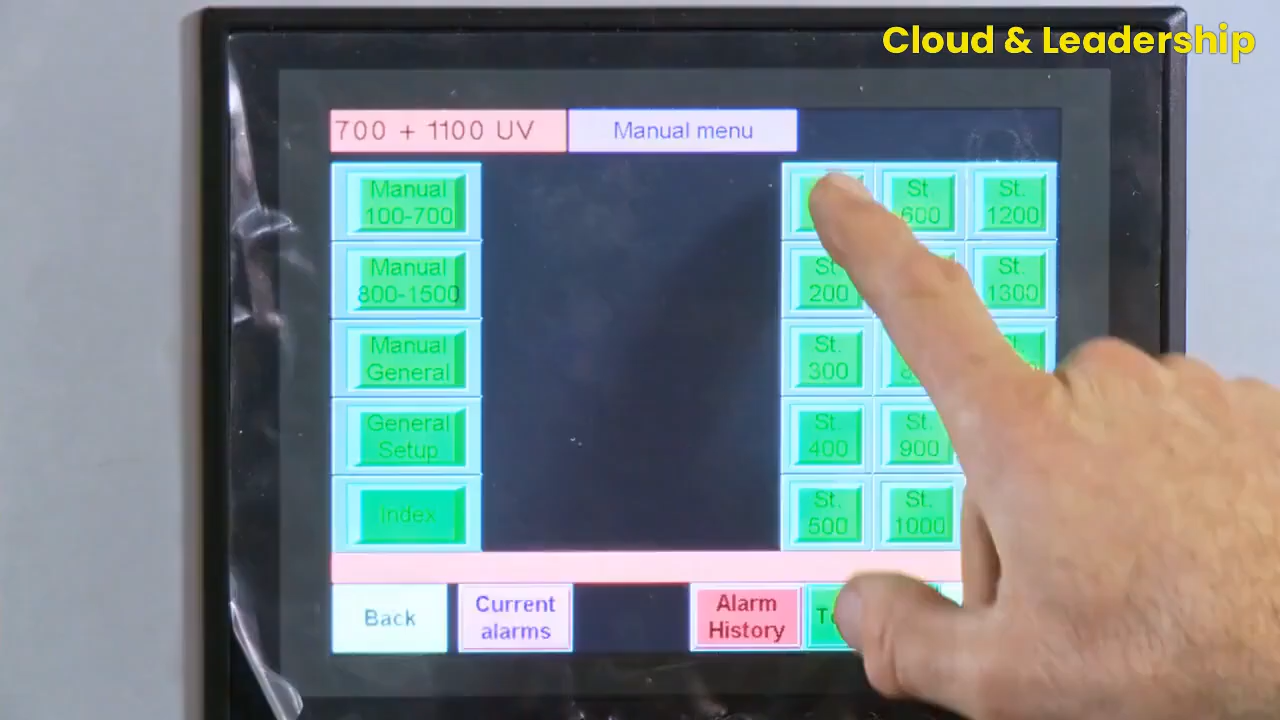 Cloud & Leadership
700 + 1100 UV
Manual menu
Manual
100-700
Manual
800-1500
Manual
General
General
Setup
Index
St
600
St.
1200
St.
200
St.
1300
St.
300
St.
400
St.
900
St.
500
St.
1000
Back
Current
alarms
Alarm
History